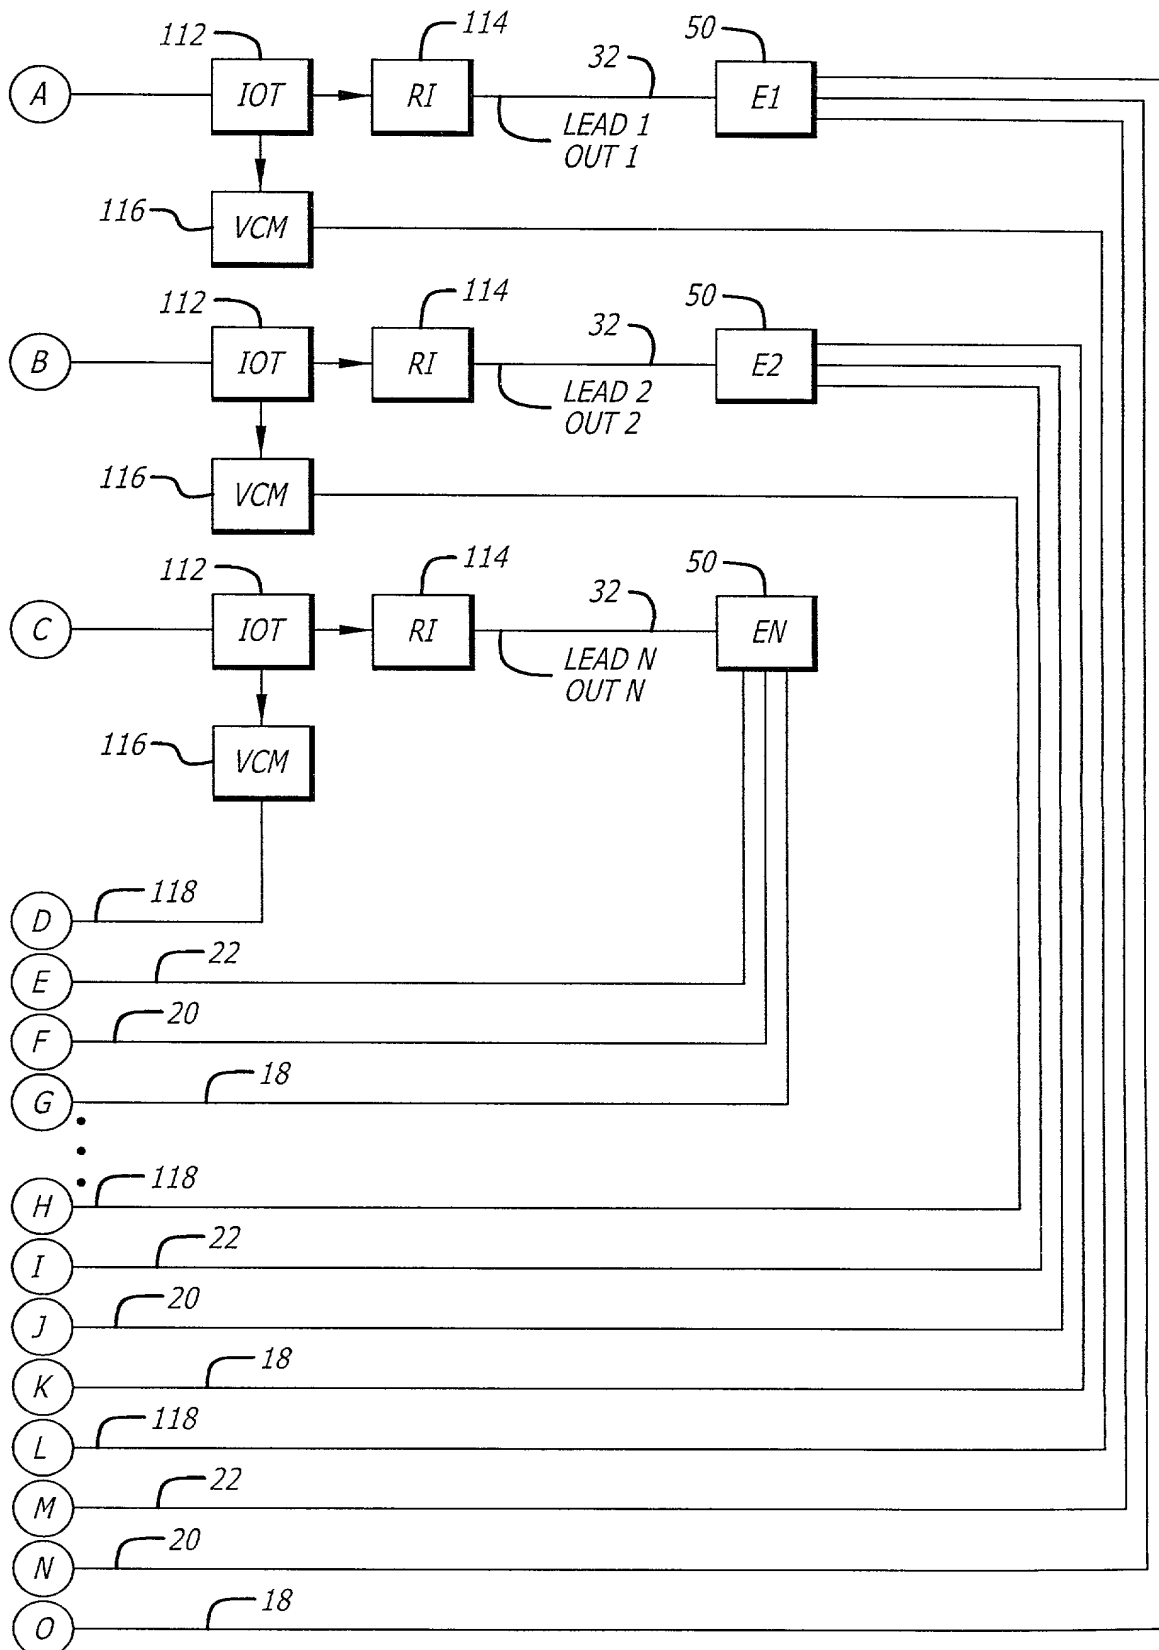 112 114 32 50
A IOT RI E1
LEAD 1
OUT 1
116 VCM
112 114 32 50
B IOT RI E2
LEAD 2
OUT 2
116 VCM
112 114 32 50
C IOT RI EN
LEAD N
OUT N
116 VCM
118
D
22
E
20
F
18
G
118
H
22
I
20
J
18
K
118
L
22
M
20
N
18
O